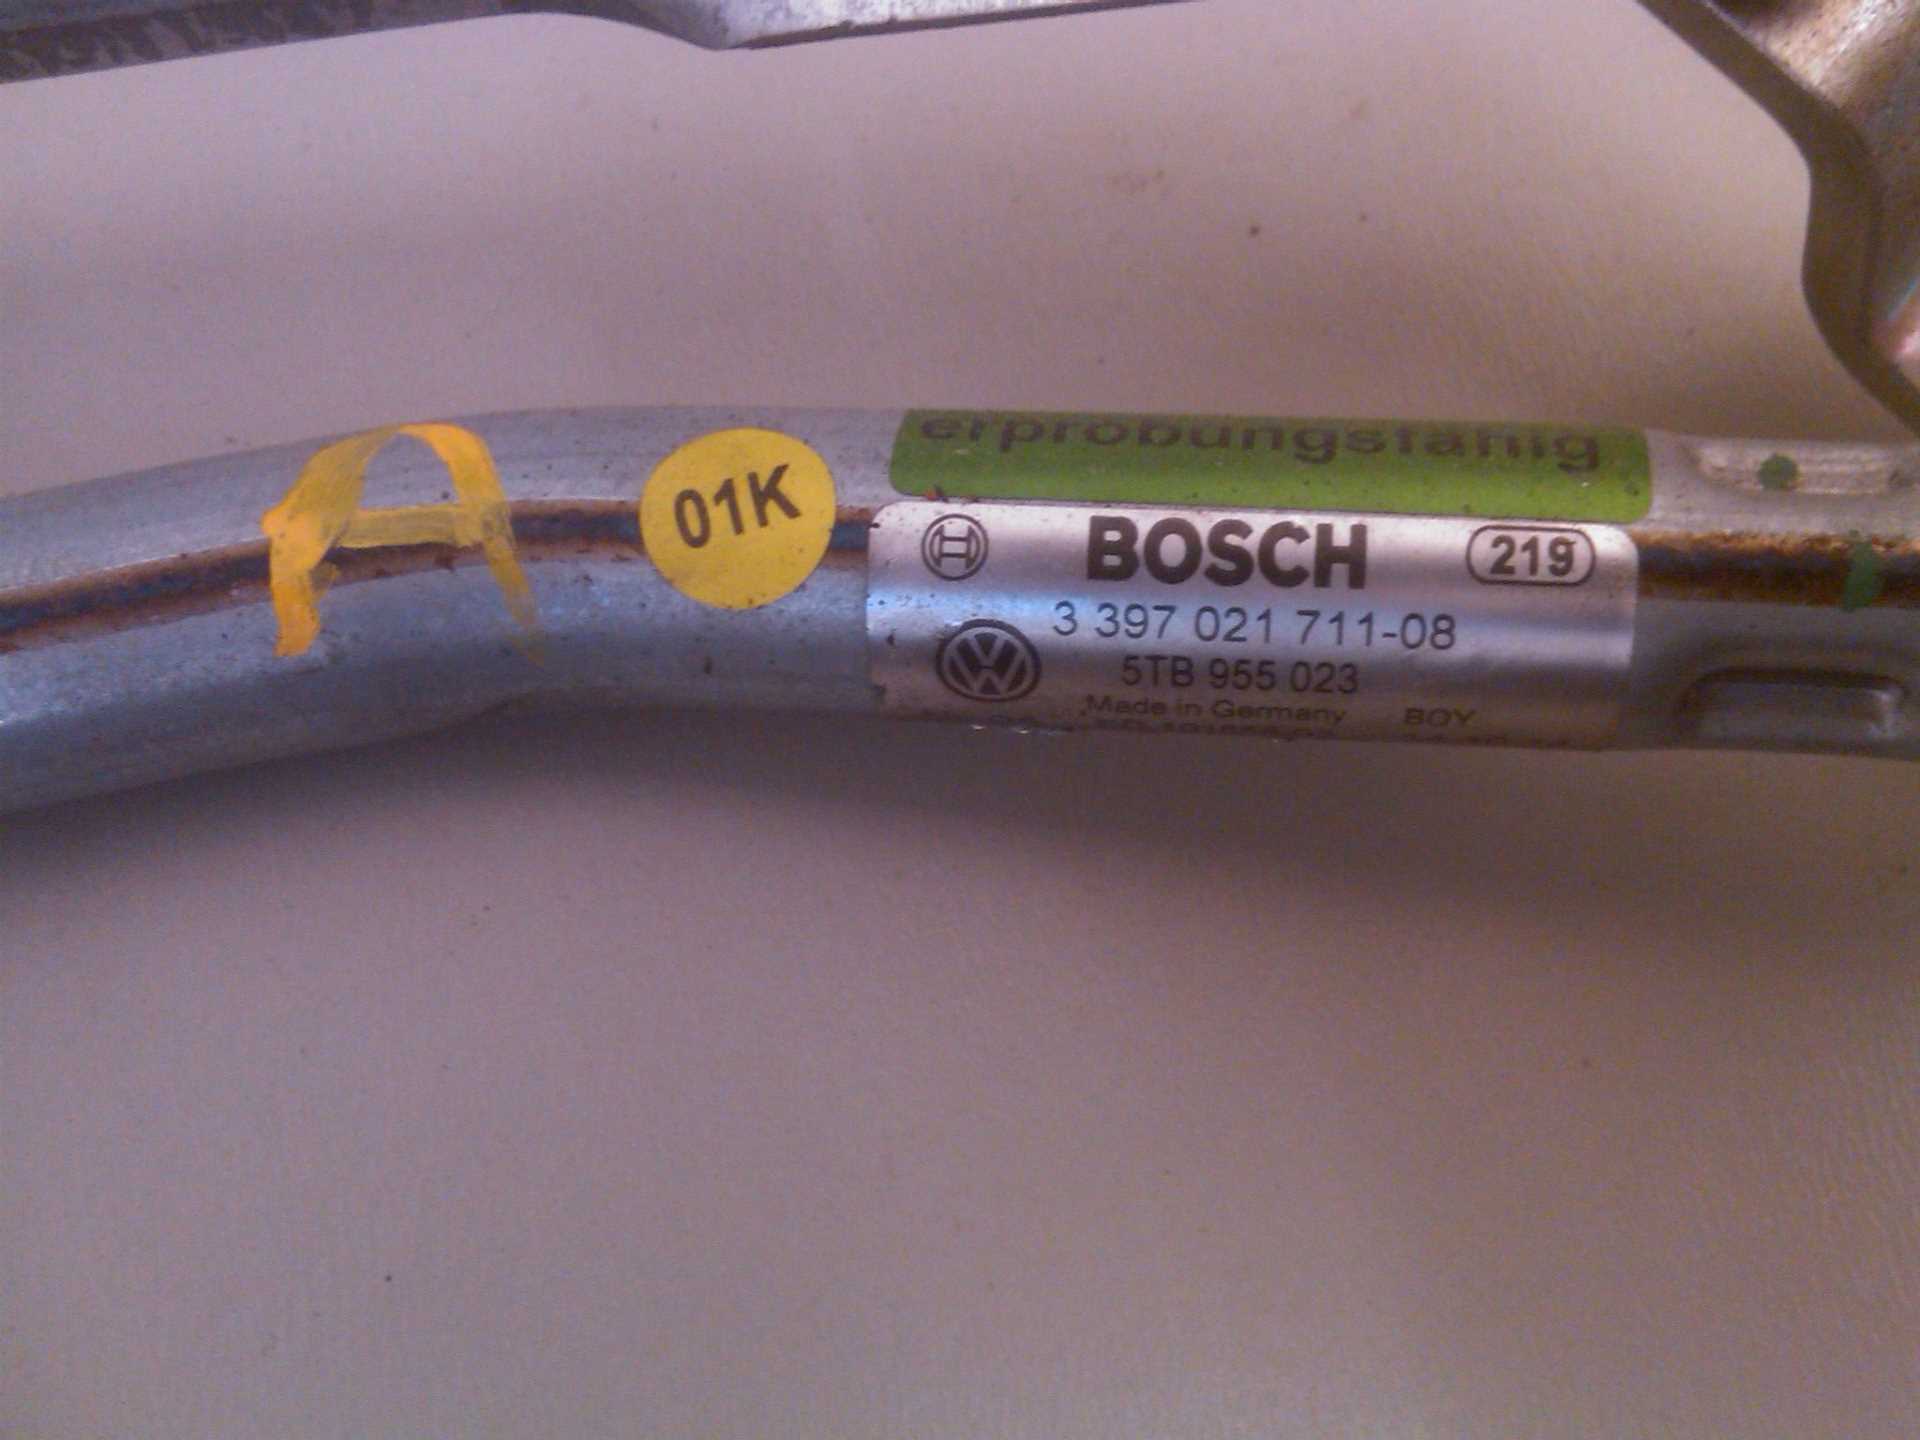 A
01K
erprobungsfähig
BOSCH
219
3 397 021 711-08
5TB 955 023
Made in Germany BOY